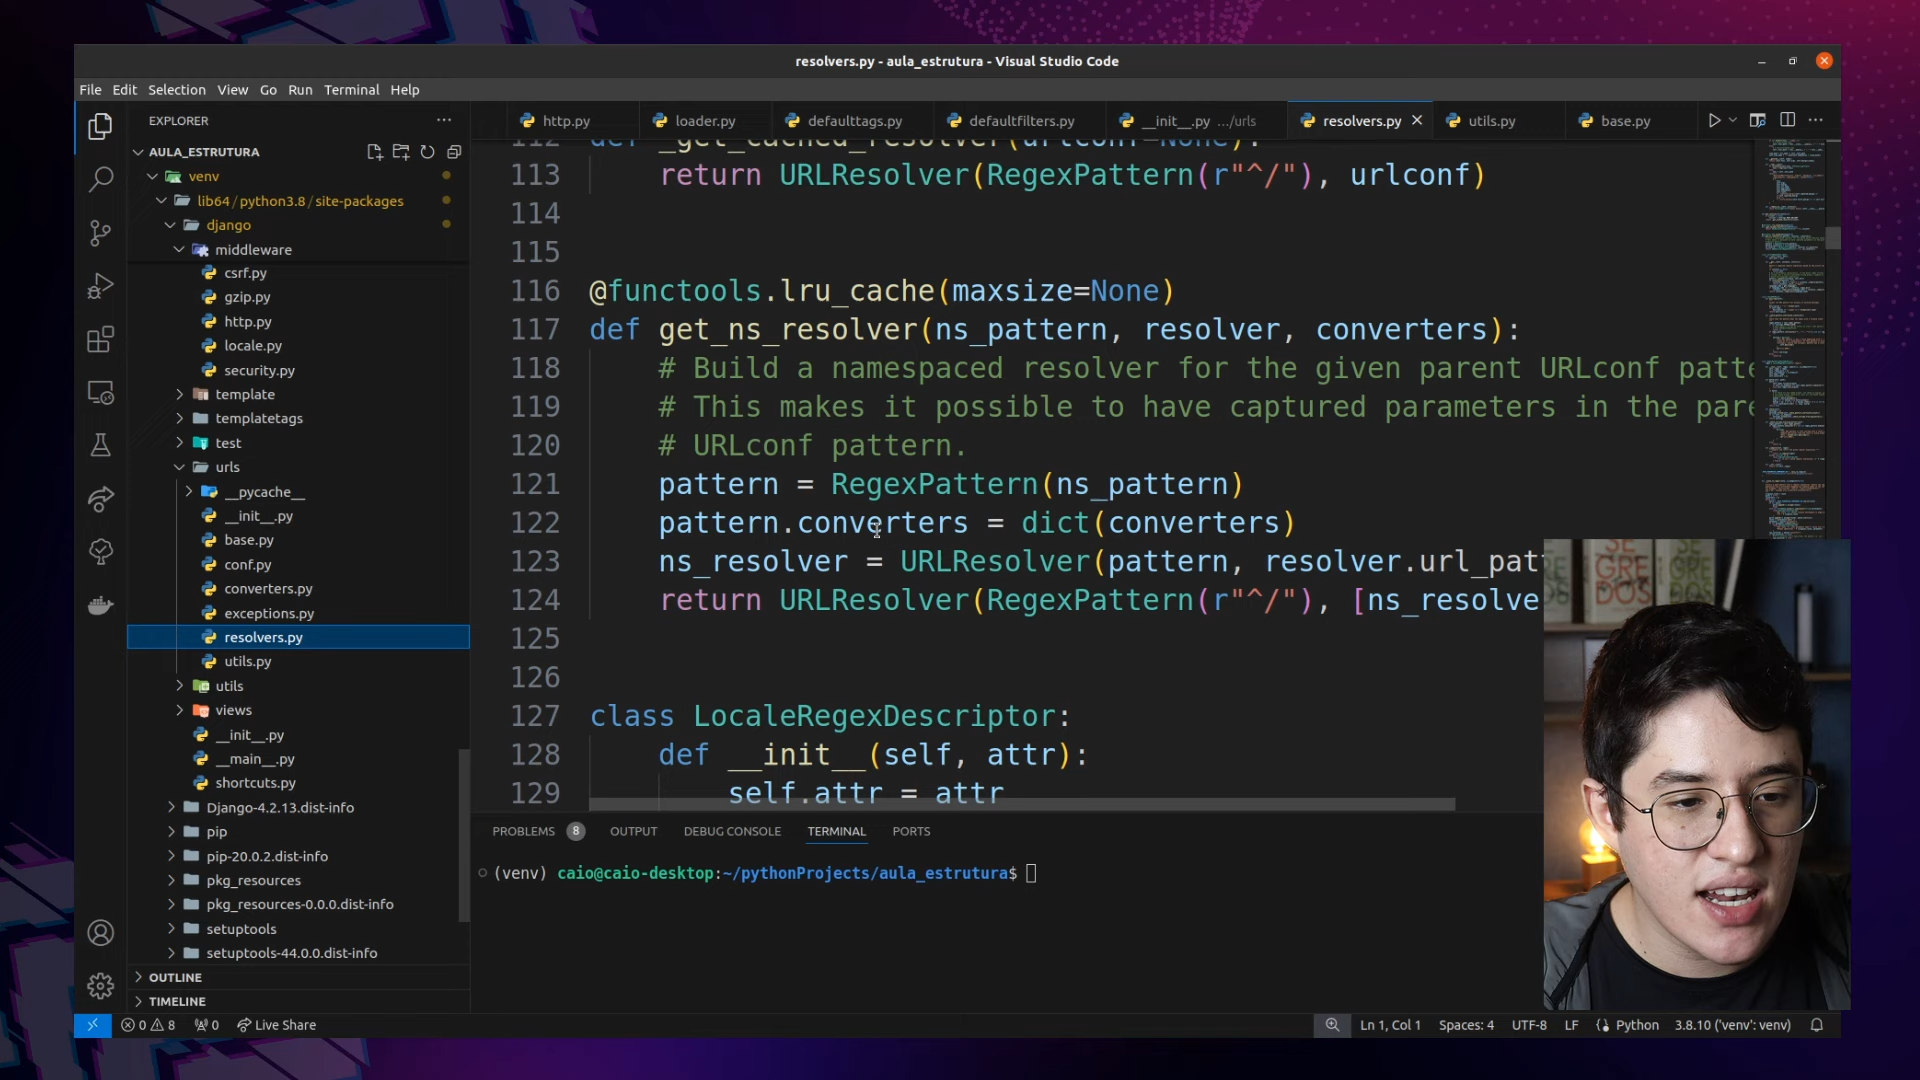 resolvers.py - aula_estrutura - Visual Studio Code
File Edit Selection View Go Run Terminal Help
EXPLORER
AULA_ESTRUTURA
venv
lib64 / python3.8 / site-packages
django
middleware
csrf.py
gzip.py
http.py
locale.py
security.py
template
templatetags
test
urls
__pycache__
__init__.py
base.py
conf.py
converters.py
exceptions.py
resolvers.py
utils.py
utils
views
__init__.py
__main__.py
shortcuts.py
Django-4.2.13.dist-info
pip
pip-20.0.2.dist-info
pkg_resources
pkg_resources-0.0.0.dist-info
setuptools
setuptools-44.0.0.dist-info
OUTLINE
TIMELINE
http.py loader.py defaulttags.py defaultfilters.py __init__.py .../urls resolvers.py utils.py base.py
112 def _get_cached_resolver(urlconf=None):
113 return URLResolver(RegexPattern(r"^/"), urlconf)
114
115
116 @functools.lru_cache(maxsize=None)
117 def get_ns_resolver(ns_pattern, resolver, converters):
118 # Build a namespaced resolver for the given parent URLconf patte
119 # This makes it possible to have captured parameters in the pare
120 # URLconf pattern.
121 pattern = RegexPattern(ns_pattern)
122 pattern.converters = dict(converters)
123 ns_resolver = URLResolver(pattern, resolver.url_pat
124 return URLResolver(RegexPattern(r"^/"), [ns_resolve
125
126
127 class LocaleRegexDescriptor:
128 def __init__(self, attr):
129 self.attr = attr
PROBLEMS 8 OUTPUT DEBUG CONSOLE TERMINAL PORTS
(venv) caio@caio-desktop:~/pythonProjects/aula_estrutura$
SE
GRE
DOS
0 8 0 Live Share
Ln 1, Col 1 Spaces: 4 UTF-8 LF Python 3.8.10 ('venv': venv)